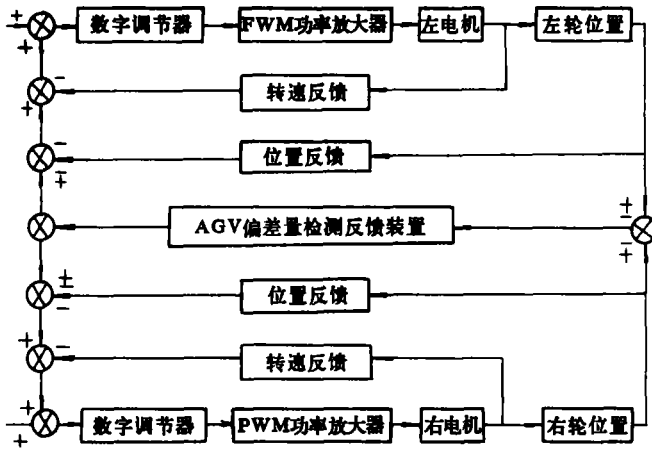 数字调节器 FWM功率放大器 左电机 左轮位置
转速反馈
位置反馈
AGV偏差量检测反馈装置
位置反馈
转速反馈
数字调节器 PWM功率放大器 右电机 右轮位置